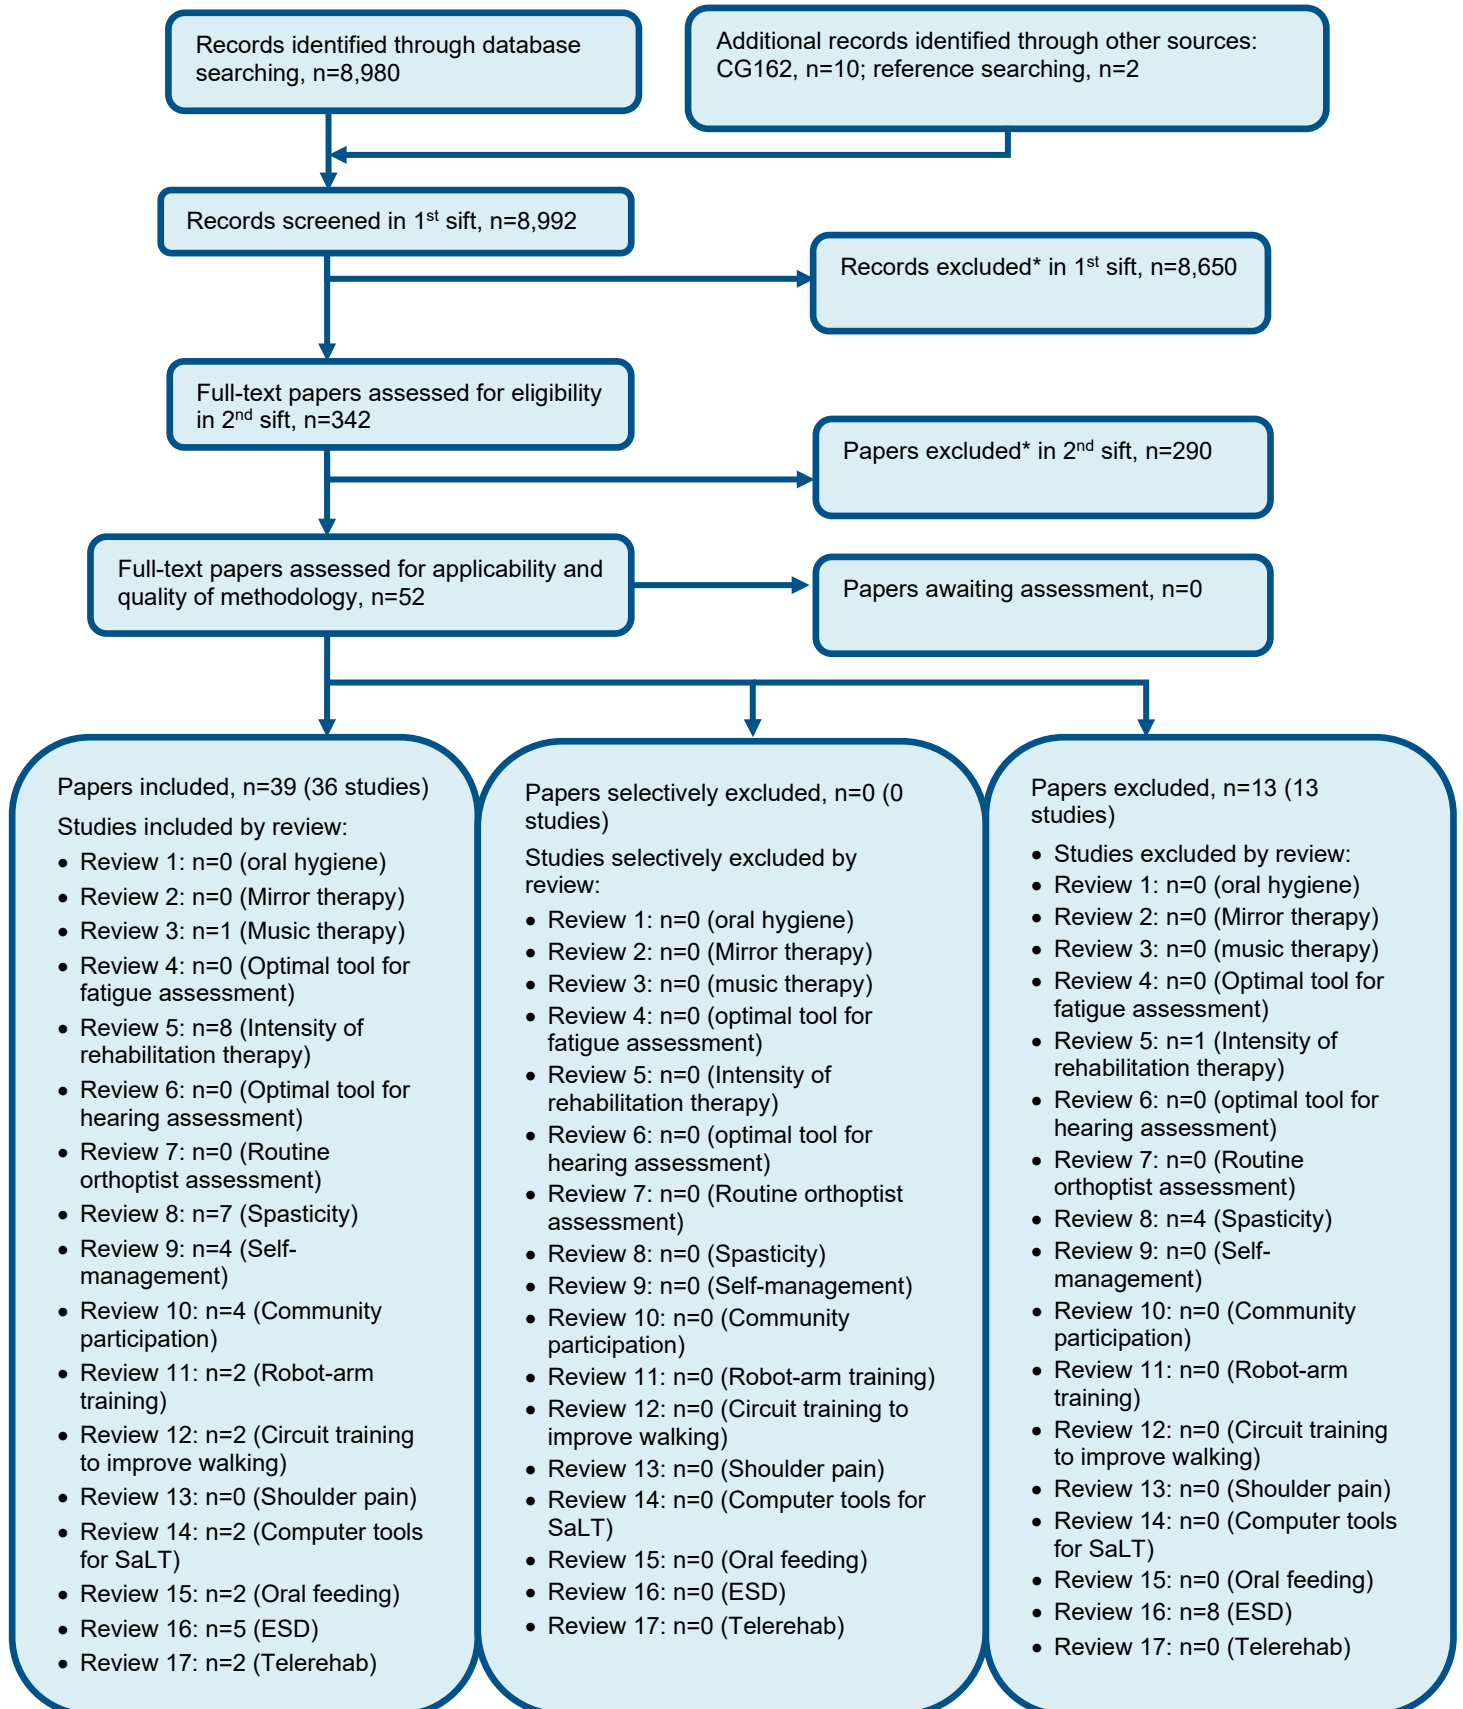 Records identified through database
searching, n=8,980
Additional records identified through other sources:
CG162, n=10; reference searching, n=2
Records screened in 1st sift, n=8,992
Records excluded* in 1st sift, n=8,650
Full-text papers assessed for eligibility
in 2nd sift, n=342
Papers excluded* in 2nd sift, n=290
Full-text papers assessed for applicability and
quality of methodology, n=52
Papers awaiting assessment, n=0
Papers included, n=39 (36 studies)
Studies included by review:
• Review 1: n=0 (oral hygiene)
• Review 2: n=0 (Mirror therapy)
• Review 3: n=1 (Music therapy)
• Review 4: n=0 (Optimal tool for
fatigue assessment)
• Review 5: n=8 (Intensity of
rehabilitation therapy)
• Review 6: n=0 (Optimal tool for
hearing assessment)
• Review 7: n=0 (Routine
orthoptist assessment)
• Review 8: n=7 (Spasticity)
• Review 9: n=4 (Self-
management)
• Review 10: n=4 (Community
participation)
• Review 11: n=2 (Robot-arm
training)
• Review 12: n=2 (Circuit training
to improve walking)
• Review 13: n=0 (Shoulder pain)
• Review 14: n=2 (Computer tools
for SaLT)
• Review 15: n=2 (Oral feeding)
• Review 16: n=5 (ESD)
• Review 17: n=2 (Telerehab)
Papers selectively excluded, n=0 (0
studies)
Studies selectively excluded by
review:
• Review 1: n=0 (oral hygiene)
• Review 2: n=0 (Mirror therapy)
• Review 3: n=0 (music therapy)
• Review 4: n=0 (optimal tool for
fatigue assessment)
• Review 5: n=0 (Intensity of
rehabilitation therapy)
• Review 6: n=0 (optimal tool for
hearing assessment)
• Review 7: n=0 (Routine orthoptist
assessment)
• Review 8: n=0 (Spasticity)
• Review 9: n=0 (Self-management)
• Review 10: n=0 (Community
participation)
• Review 11: n=0 (Robot-arm training)
• Review 12: n=0 (Circuit training to
improve walking)
• Review 13: n=0 (Shoulder pain)
• Review 14: n=0 (Computer tools for
SaLT)
• Review 15: n=0 (Oral feeding)
• Review 16: n=0 (ESD)
• Review 17: n=0 (Telerehab)
Papers excluded, n=13 (13
studies)
• Studies excluded by review:
• Review 1: n=0 (oral hygiene)
• Review 2: n=0 (Mirror therapy)
• Review 3: n=0 (music therapy)
• Review 4: n=0 (Optimal tool for
fatigue assessment)
• Review 5: n=1 (Intensity of
rehabilitation therapy)
• Review 6: n=0 (optimal tool for
hearing assessment)
• Review 7: n=0 (Routine
orthoptist assessment)
• Review 8: n=4 (Spasticity)
• Review 9: n=0 (Self-
management)
• Review 10: n=0 (Community
participation)
• Review 11: n=0 (Robot-arm
training)
• Review 12: n=0 (Circuit training
to improve walking)
• Review 13: n=0 (Shoulder pain)
• Review 14: n=0 (Computer tools
for SaLT)
• Review 15: n=0 (Oral feeding)
• Review 16: n=8 (ESD)
• Review 17: n=0 (Telerehab)